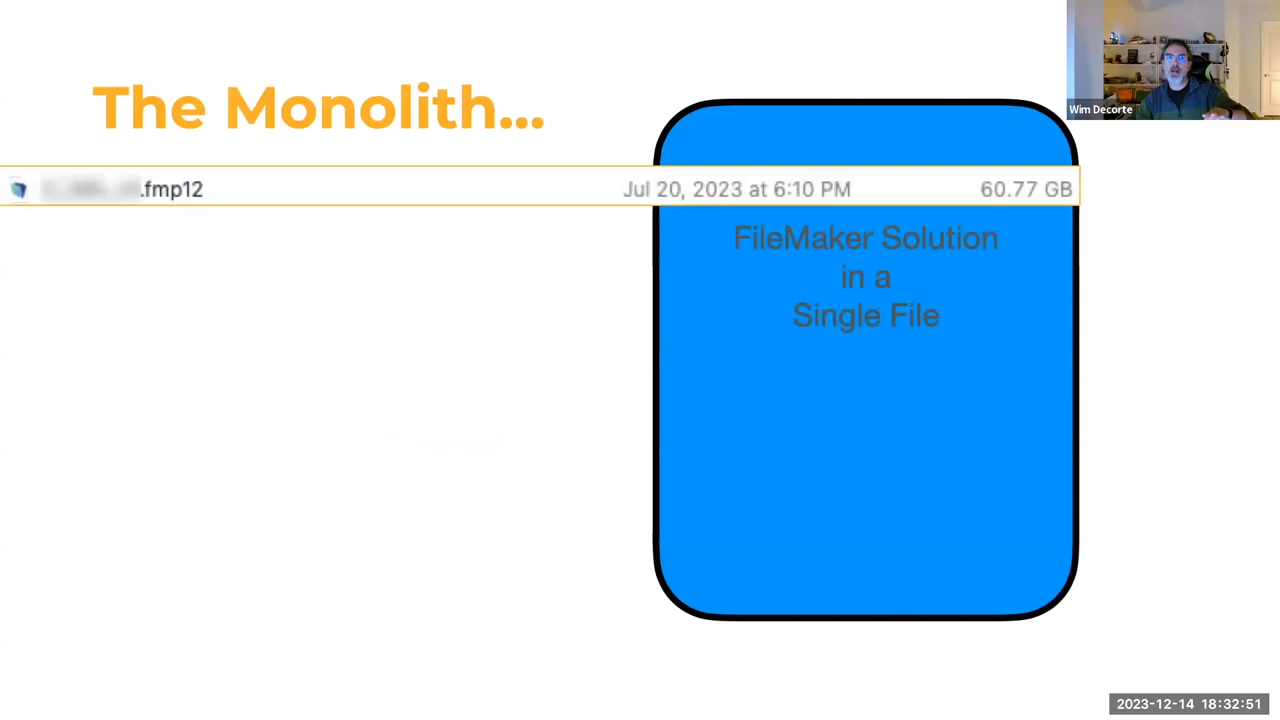 The Monolith...
Wim Decorte
.fmp12 Jul 20, 2023 at 6:10 PM 60.77 GB
FileMaker Solution
in a
Single File
2023-12-14 18:32:51